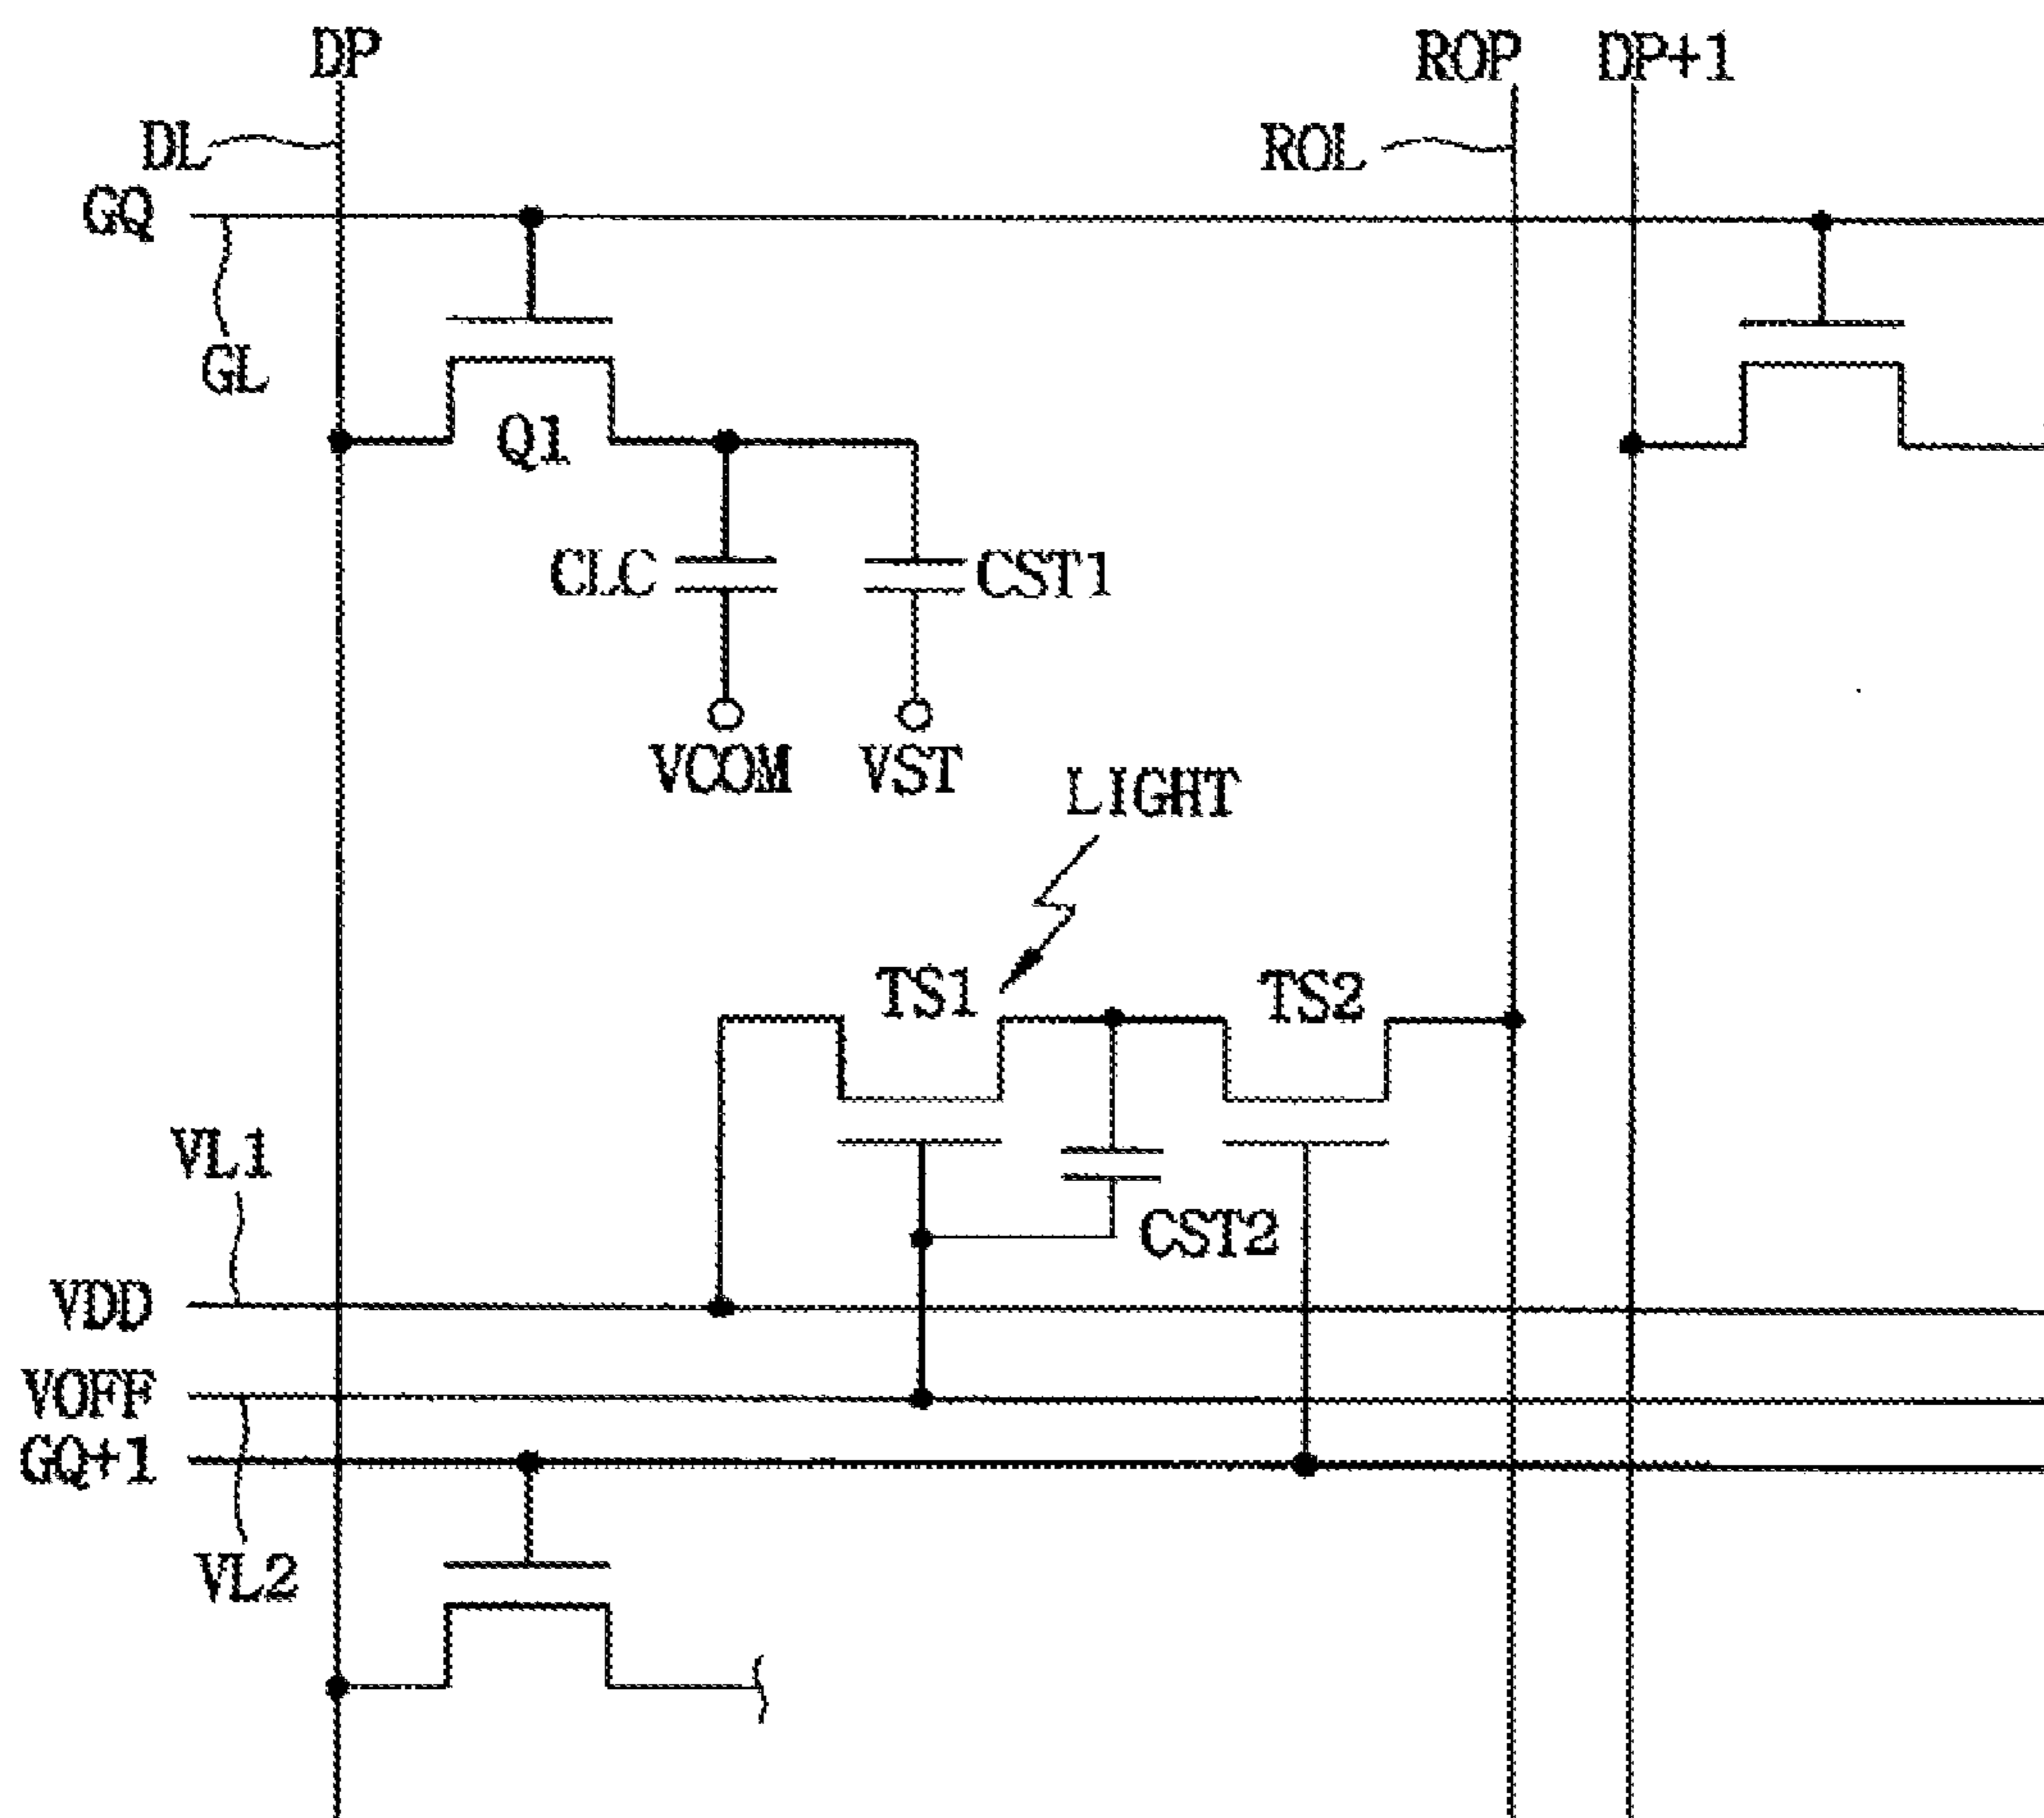 DP
ROP
DP+1
DL
ROL
GQ
GL
Q1
CLC
CST1
VCOM
VST
LIGHT
TS1
TS2
VL1
CST2
VDD
VOFF
GQ+1
VL2